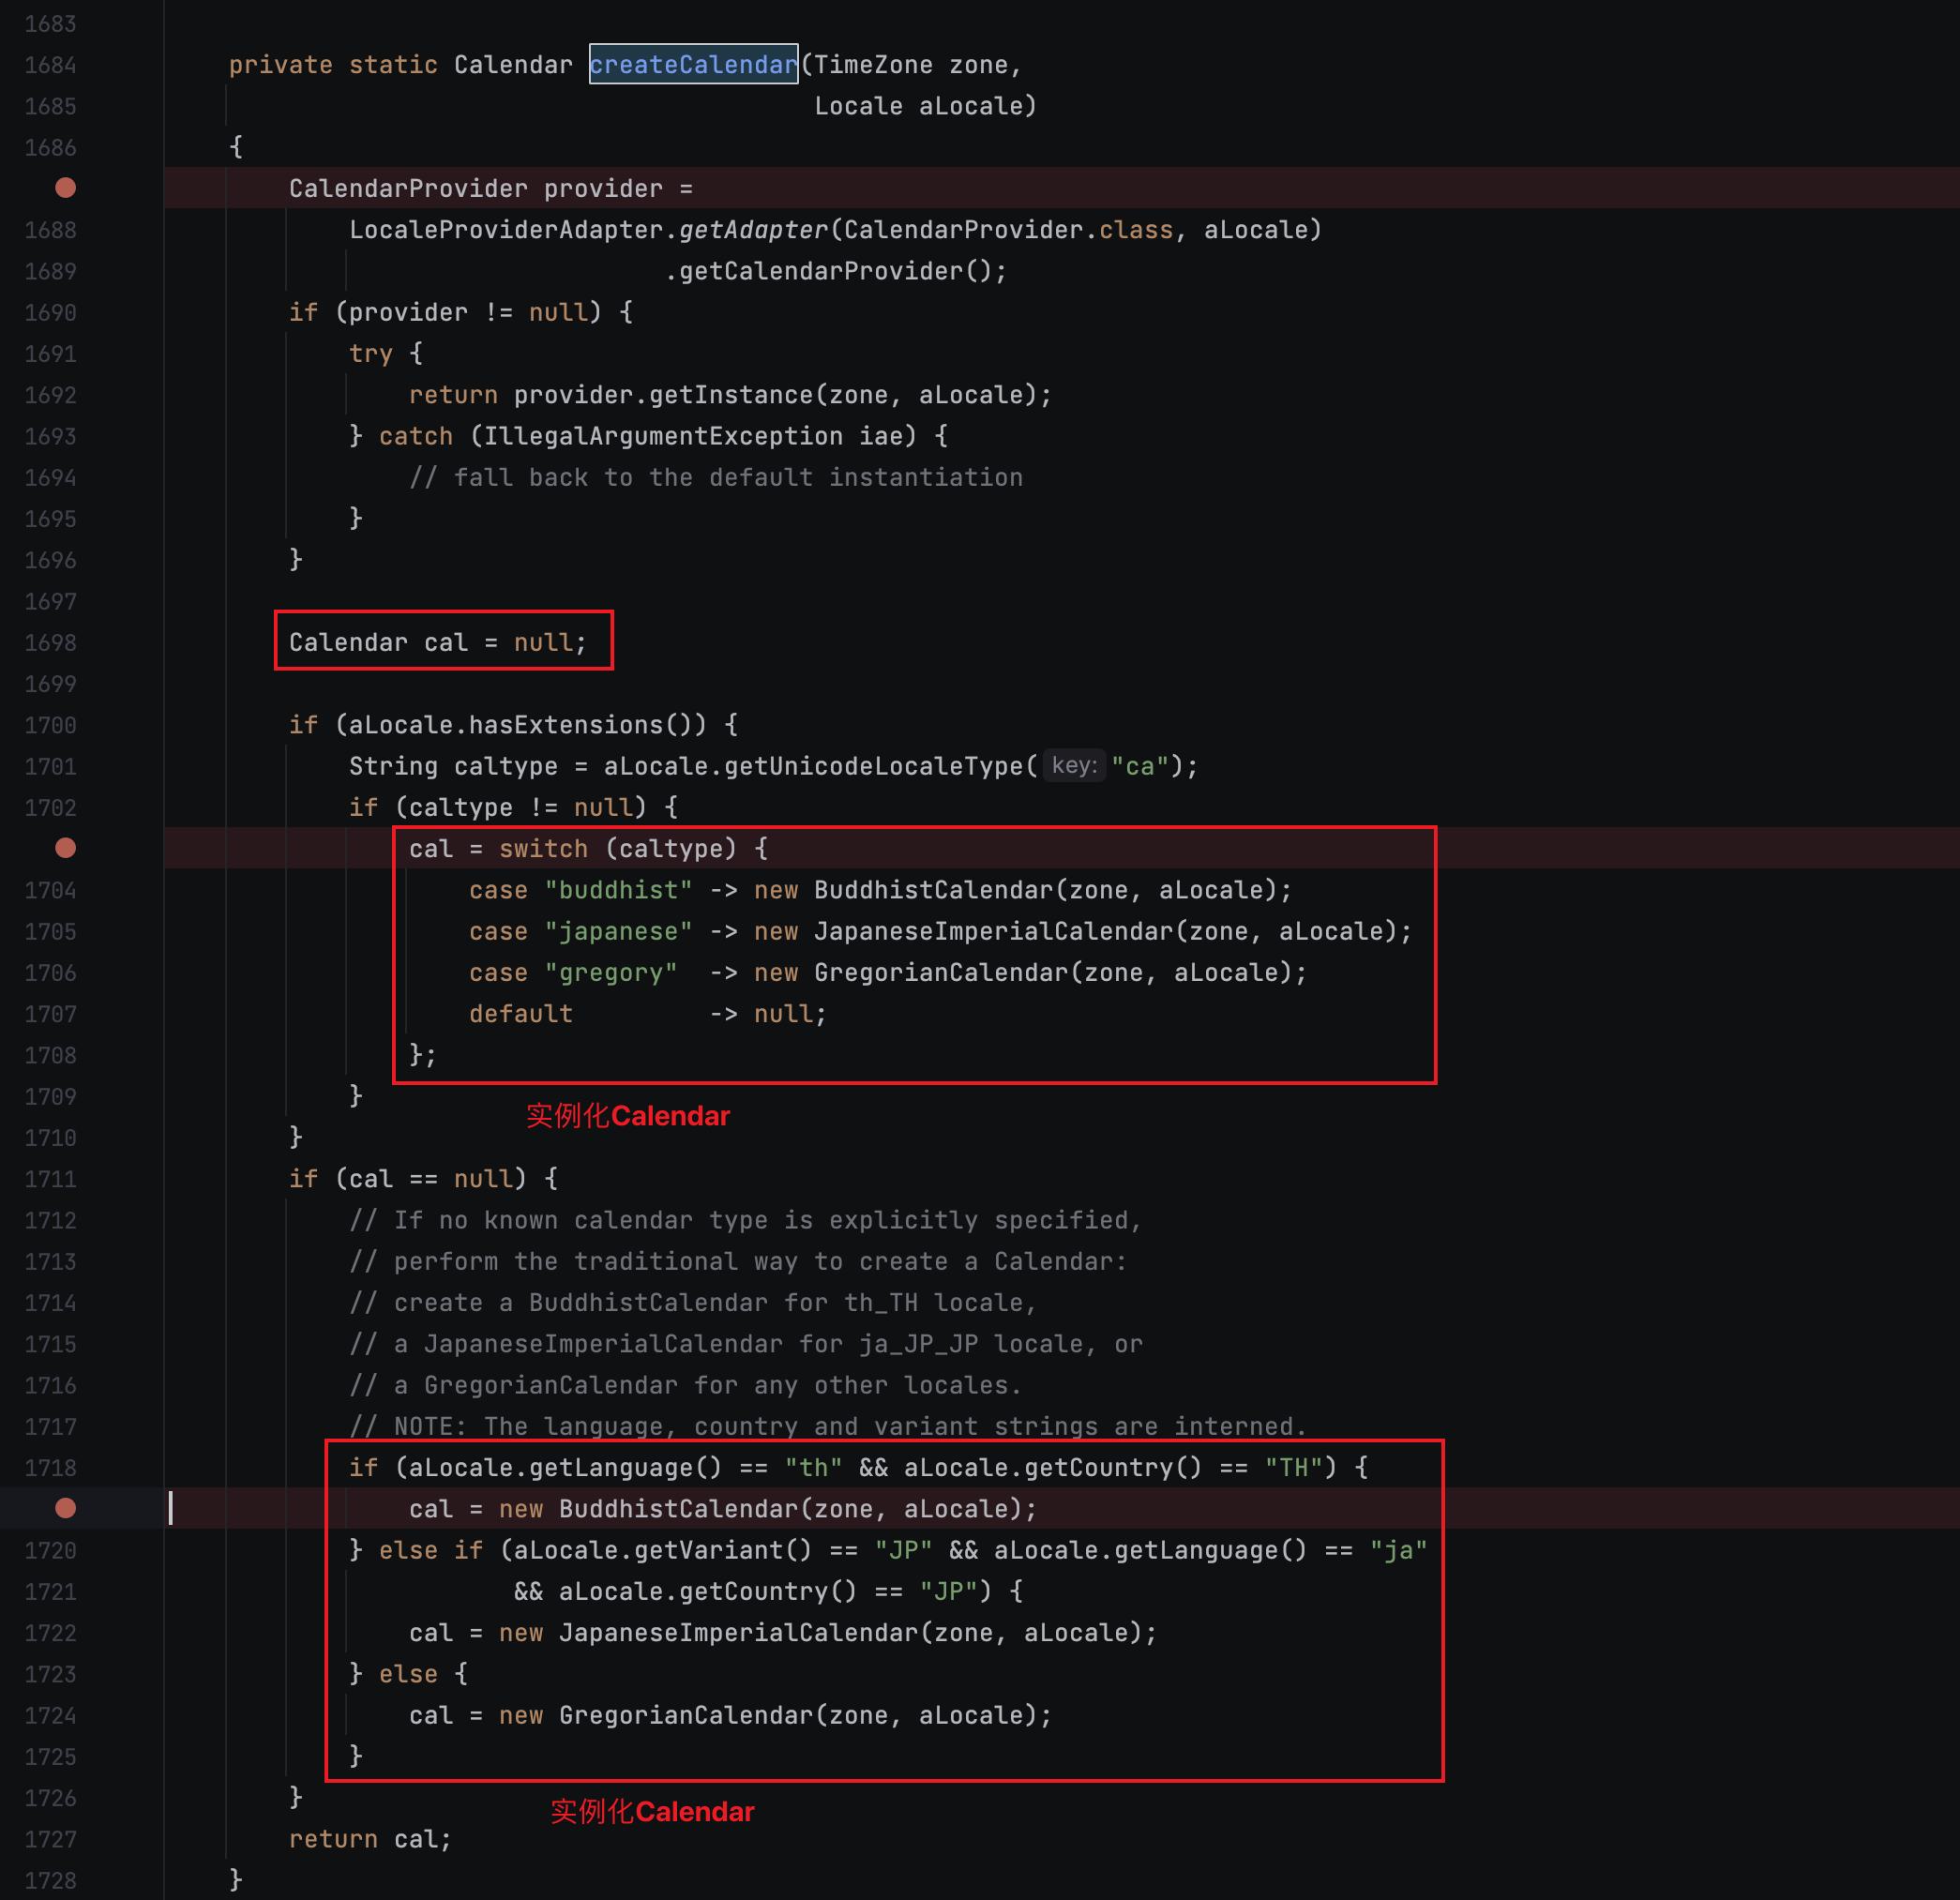 1683
1684 private static Calendar createCalendar(TimeZone zone,
1685 Locale aLocale)
1686 {
CalendarProvider provider =
1688 LocaleProviderAdapter.getAdapter(CalendarProvider.class, aLocale)
1689 .getCalendarProvider();
1690 if (provider != null) {
1691 try {
1692 return provider.getInstance(zone, aLocale);
1693 } catch (IllegalArgumentException iae) {
1694 // fall back to the default instantiation
1695 }
1696 }
1697
1698 Calendar cal = null;
1699
1700 if (aLocale.hasExtensions()) {
1701 String caltype = aLocale.getUnicodeLocaleType( key: "ca");
1702 if (caltype != null) {
cal = switch (caltype) {
1704 case "buddhist" -> new BuddhistCalendar(zone, aLocale);
1705 case "japanese" -> new JapaneseImperialCalendar(zone, aLocale);
1706 case "gregory" -> new GregorianCalendar(zone, aLocale);
1707 default -> null;
1708 };
1709 }
实例化Calendar
1710 }
1711 if (cal == null) {
1712 // If no known calendar type is explicitly specified,
1713 // perform the traditional way to create a Calendar:
1714 // create a BuddhistCalendar for th_TH locale,
1715 // a JapaneseImperialCalendar for ja_JP_JP locale, or
1716 // a GregorianCalendar for any other locales.
1717 // NOTE: The language, country and variant strings are interned.
1718 if (aLocale.getLanguage() == "th" && aLocale.getCountry() == "TH") {
cal = new BuddhistCalendar(zone, aLocale);
1720 } else if (aLocale.getVariant() == "JP" && aLocale.getLanguage() == "ja"
1721 && aLocale.getCountry() == "JP") {
1722 cal = new JapaneseImperialCalendar(zone, aLocale);
1723 } else {
1724 cal = new GregorianCalendar(zone, aLocale);
1725 }
1726 }
实例化Calendar
1727 return cal;
1728 }